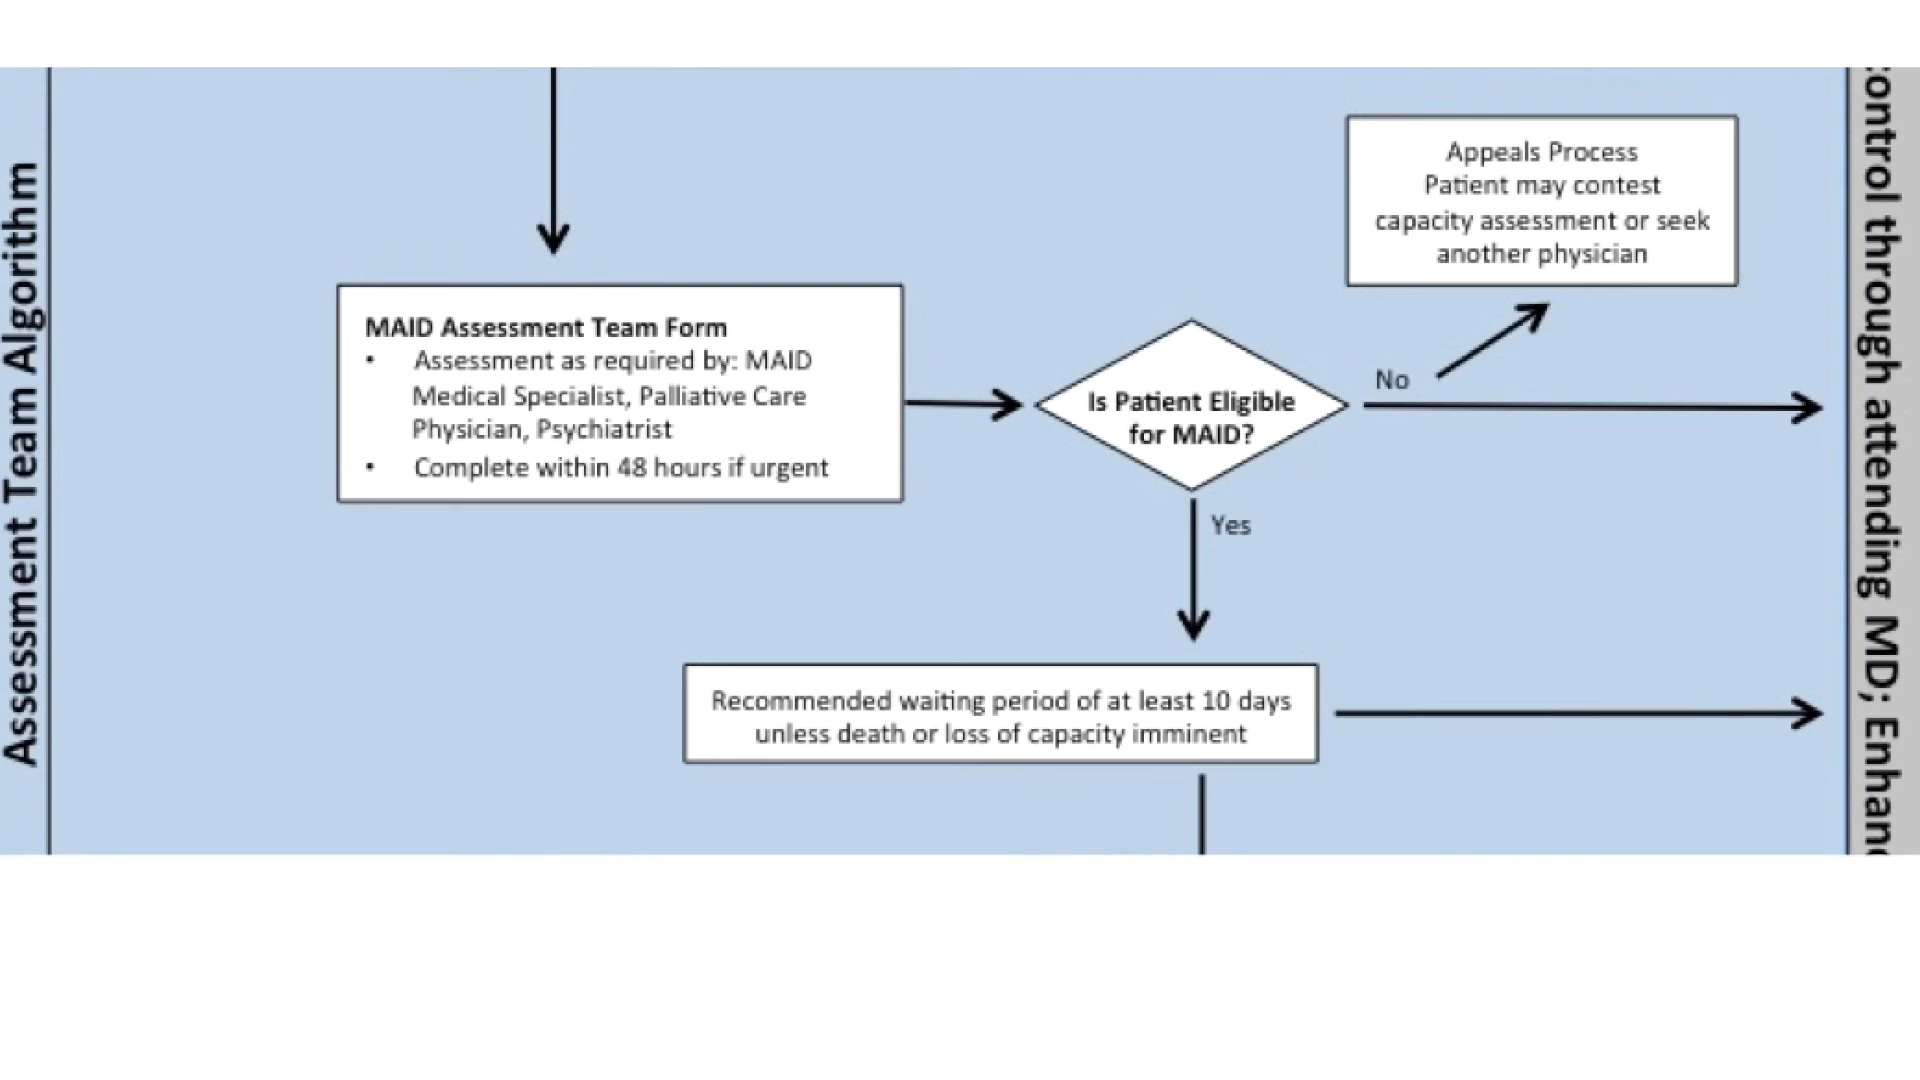 Assessment Team Algorithm
Appeals Process
Patient may contest
capacity assessment or seek
another physician
MAID Assessment Team Form
• Assessment as required by: MAID
Medical Specialist, Palliative Care
Physician, Psychiatrist
• Complete within 48 hours if urgent
Is Patient Eligible
for MAID?
No
Yes
Recommended waiting period of at least 10 days
unless death or loss of capacity imminent
control through attending MD;